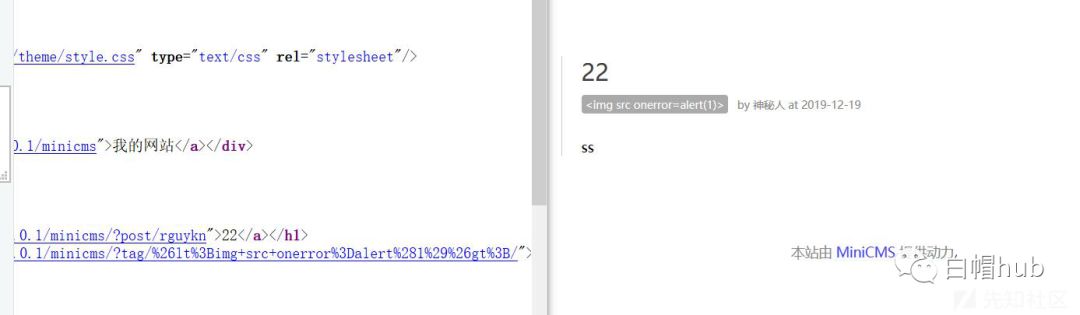 /theme/style.css" type="text/css" rel="stylesheet"/>
0.1/minicms">我的网站</a></div>
.0.1/minicms/?post/rguykn">22</a></h1>
.0.1/minicms/?tag/%26lt%3Bimg+src+onerror%3Dalert%281%29%26gt%3B/">
22
<img src onerror=alert(1)> by 神秘人 at 2019-12-19
ss
本站由 MiniCMS 提供动力
白帽hub
先知社区